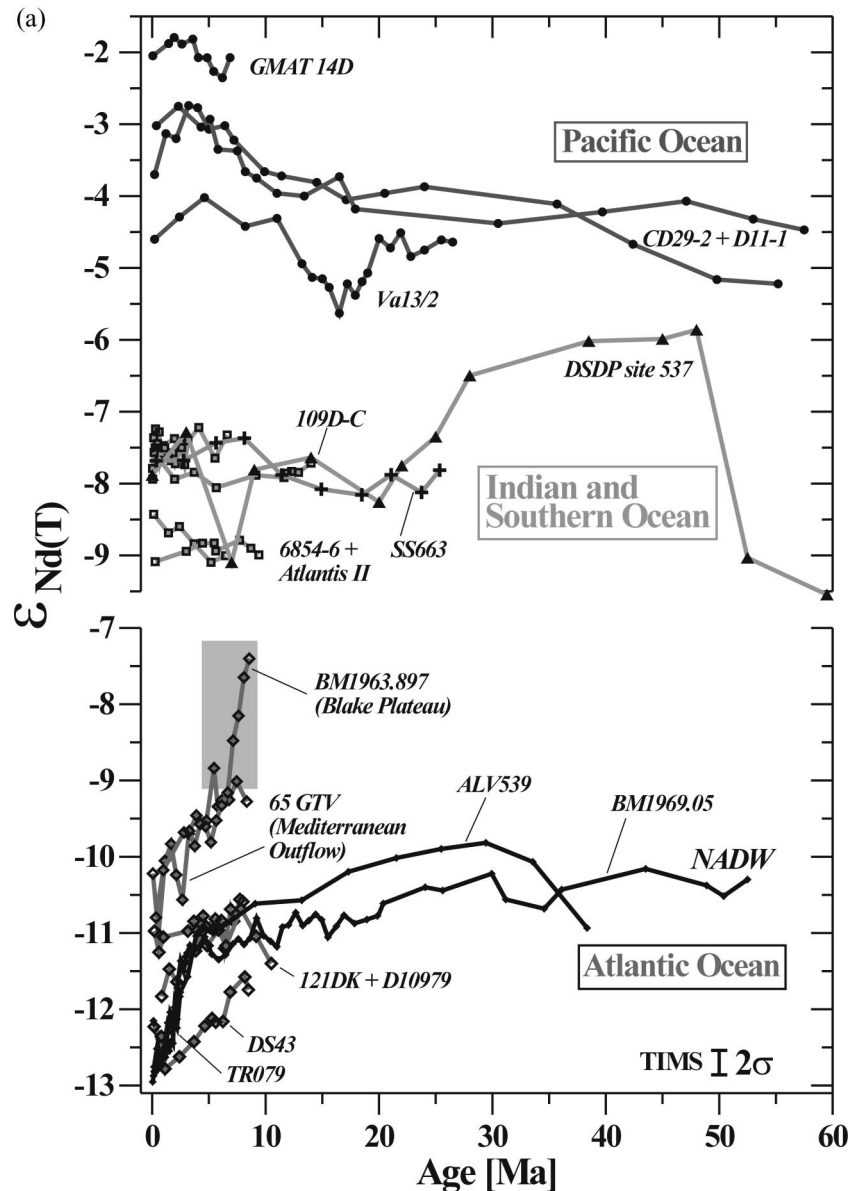 (a)
-2
-3
-4
-5
-6
-7
-8
-9
GMAT 14D
Pacific Ocean
CD29-2 + D11-1
Va13/2
DSDP site 537
109D-C
Indian and
Southern Ocean
6854-6 +
Atlantis II
SS663
εNd(T)
-7
-8
-9
-10
-11
-12
-13
BM1963.897
(Blake Plateau)
65 GTV
(Mediterranean
Outflow)
ALV539
BM1969.05
NADW
Atlantic Ocean
121DK + D10979
DS43
TR079
TIMS 2σ
0 10 20 30 40 50 60
Age [Ma]